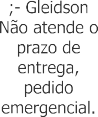 ;- Gleidson
Não atende o
prazo de
entrega,
pedido
emergencial.